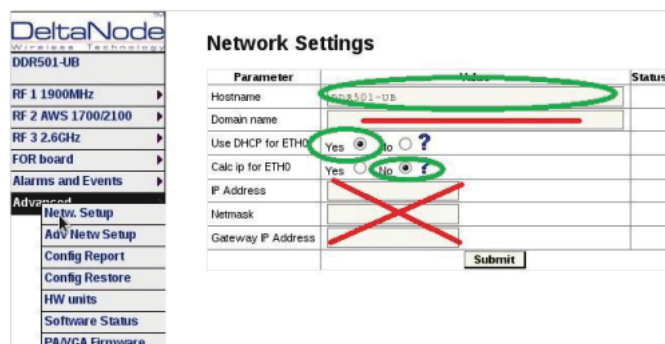 DeltaNode
TM
Wireless Technology
DDR501-UB
RF 1 1900MHz
RF 2 AWS 1700/2100
RF 3 2.6GHz
FOR board
Alarms and Events
Advanced
Netw. Setup
Adv Netw Setup
Config Report
Config Restore
HW units
Software Status
PA/VGA Firmware
Network Settings
Parameter Value Status
Hostname DDR501-UB
Domain name
Use DHCP for ETH0 Yes No ?
Calc ip for ETH0 Yes No ?
IP Address
Netmask
Gateway IP Address
Submit